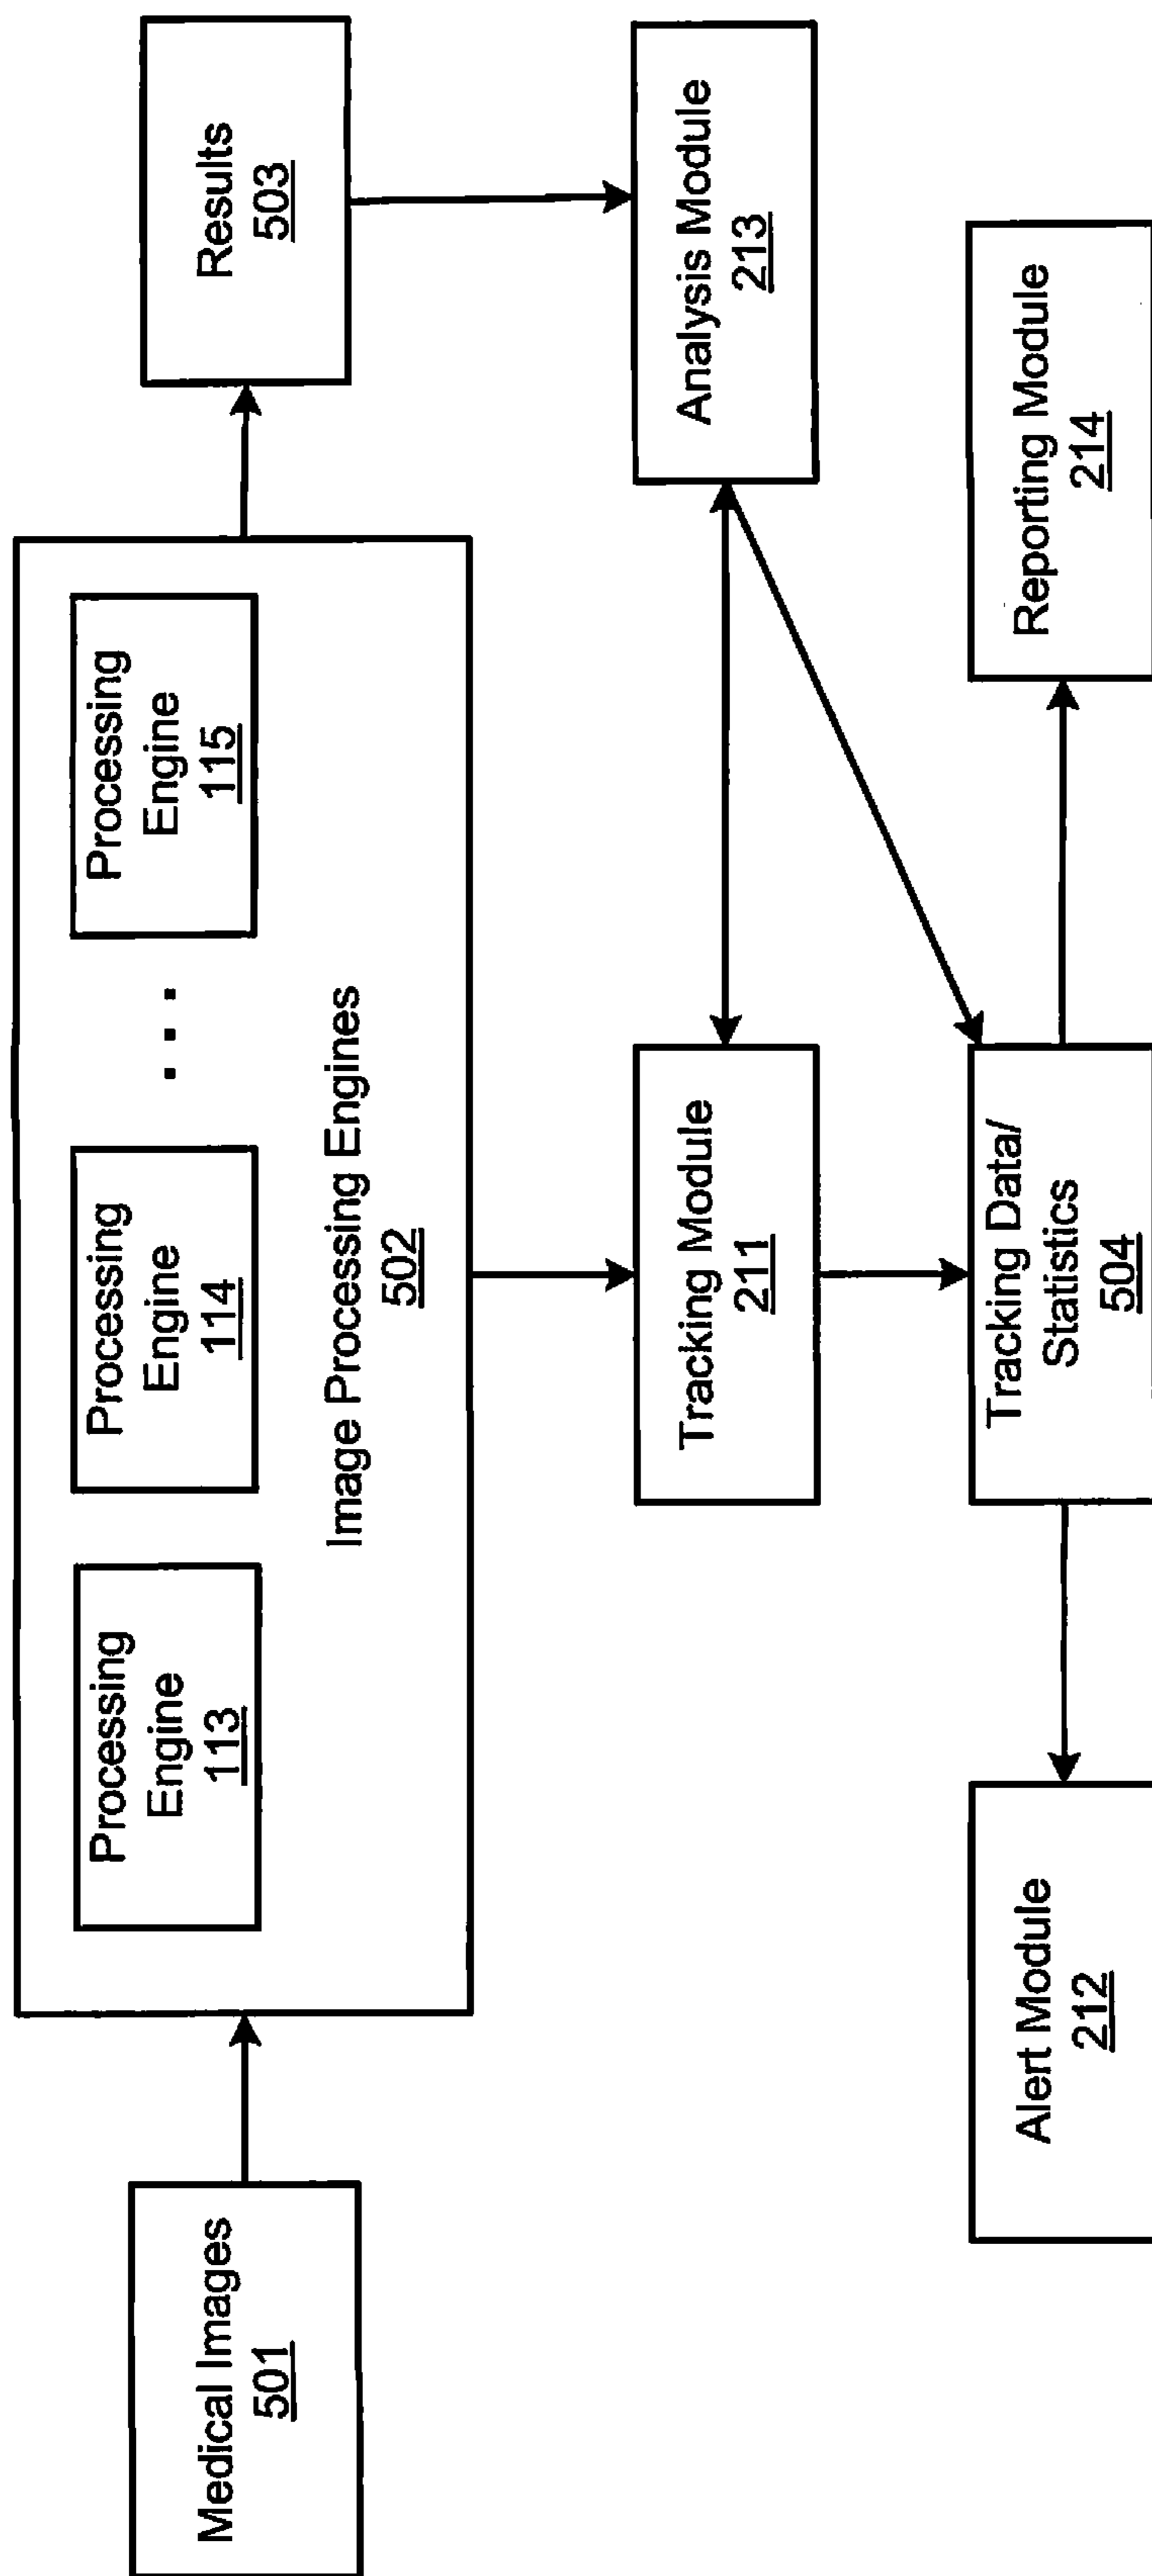 Medical Images
501
Processing
Engine
113
Processing
Engine
114
. . .
Processing
Engine
115
Image Processing Engines
502
Results
503
Tracking Module
211
Analysis Module
213
Alert Module
212
Tracking Data/
Statistics
504
Reporting Module
214